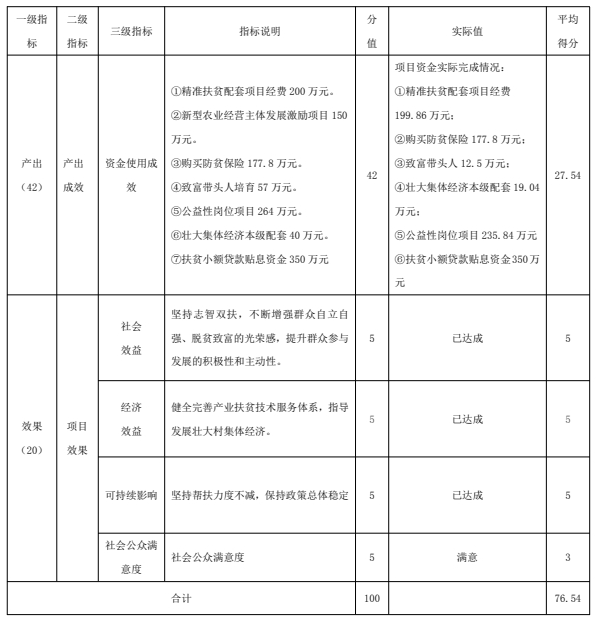 一级指标 二级指标 三级指标 指标说明 分值 实际值 平均得分
产出（42） 产出成效 资金使用成效 42 27.54
①精准扶贫配套项目经费 200 万元。
②新型农业经营主体发展激励项目 150
万元。
③购买防贫保险 177.8 万元。
④致富带头人培育 57 万元。
⑤公益性岗位项目 264 万元。
⑥壮大集体经济本级配套 40 万元。
⑦扶贫小额贷款贴息资金 350 万元
项目资金实际完成情况：
①精准扶贫配套项目经费
199.86 万元；
②购买防贫保险 177.8 万元；
③致富带头人 12.5 万元；
④壮大集体经济本级配套 19.04
万元；
⑤公益性岗位项目 235.84 万元
⑥扶贫小额贷款贴息资金350万
元
效果（20） 项目效果
社会效益
坚持志智双扶，不断增强群众自立自
强、脱贫致富的光荣感，提升群众参与
发展的积极性和主动性。
5 已达成 5
经济效益
健全完善产业扶贫技术服务体系，指导
发展壮大村集体经济。
5 已达成 5
可持续影响 坚持帮扶力度不减，保持政策总体稳定 5 已达成 5
社会公众满意度 社会公众满意度 5 满意 3
合计 100 76.54